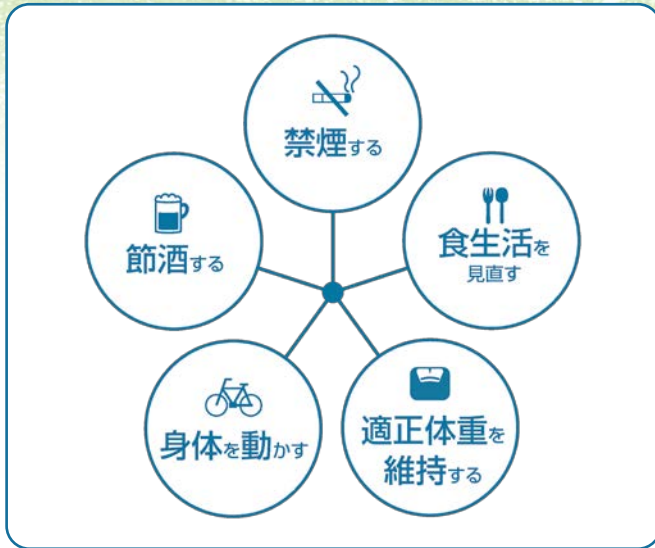 禁煙する
食生活を
見直す
適正体重を
維持する
身体を動かす
節酒する